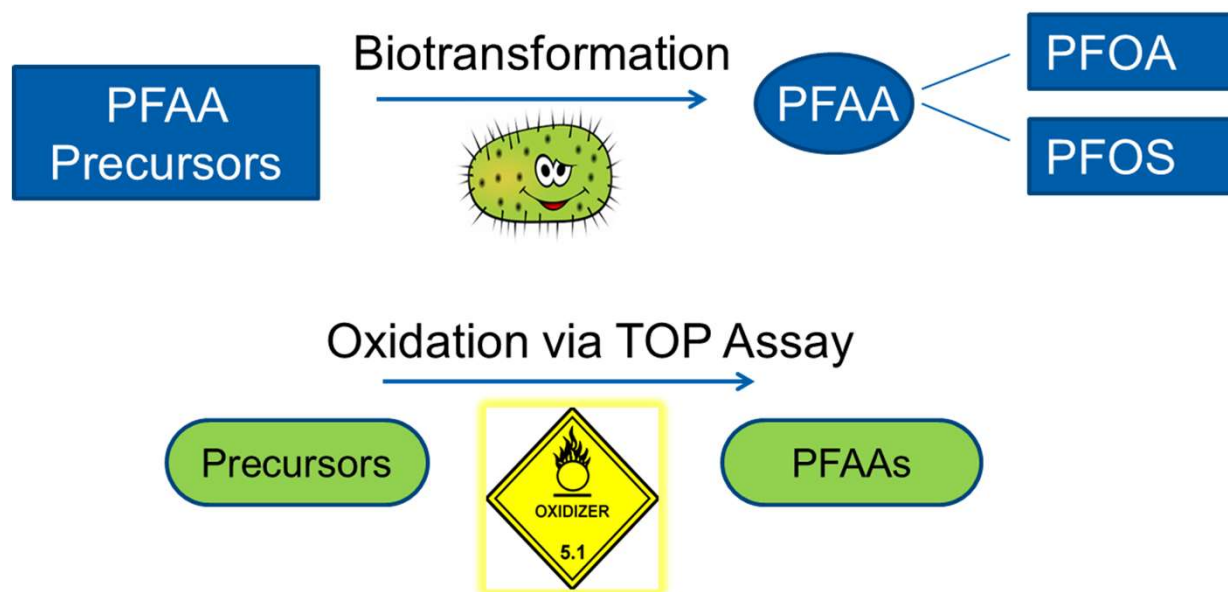 Biotransformation
PFAA
Precursors
PFAA
PFOA
PFOS
Oxidation via TOP Assay
Precursors
OXIDIZER
5.1
PFAAs